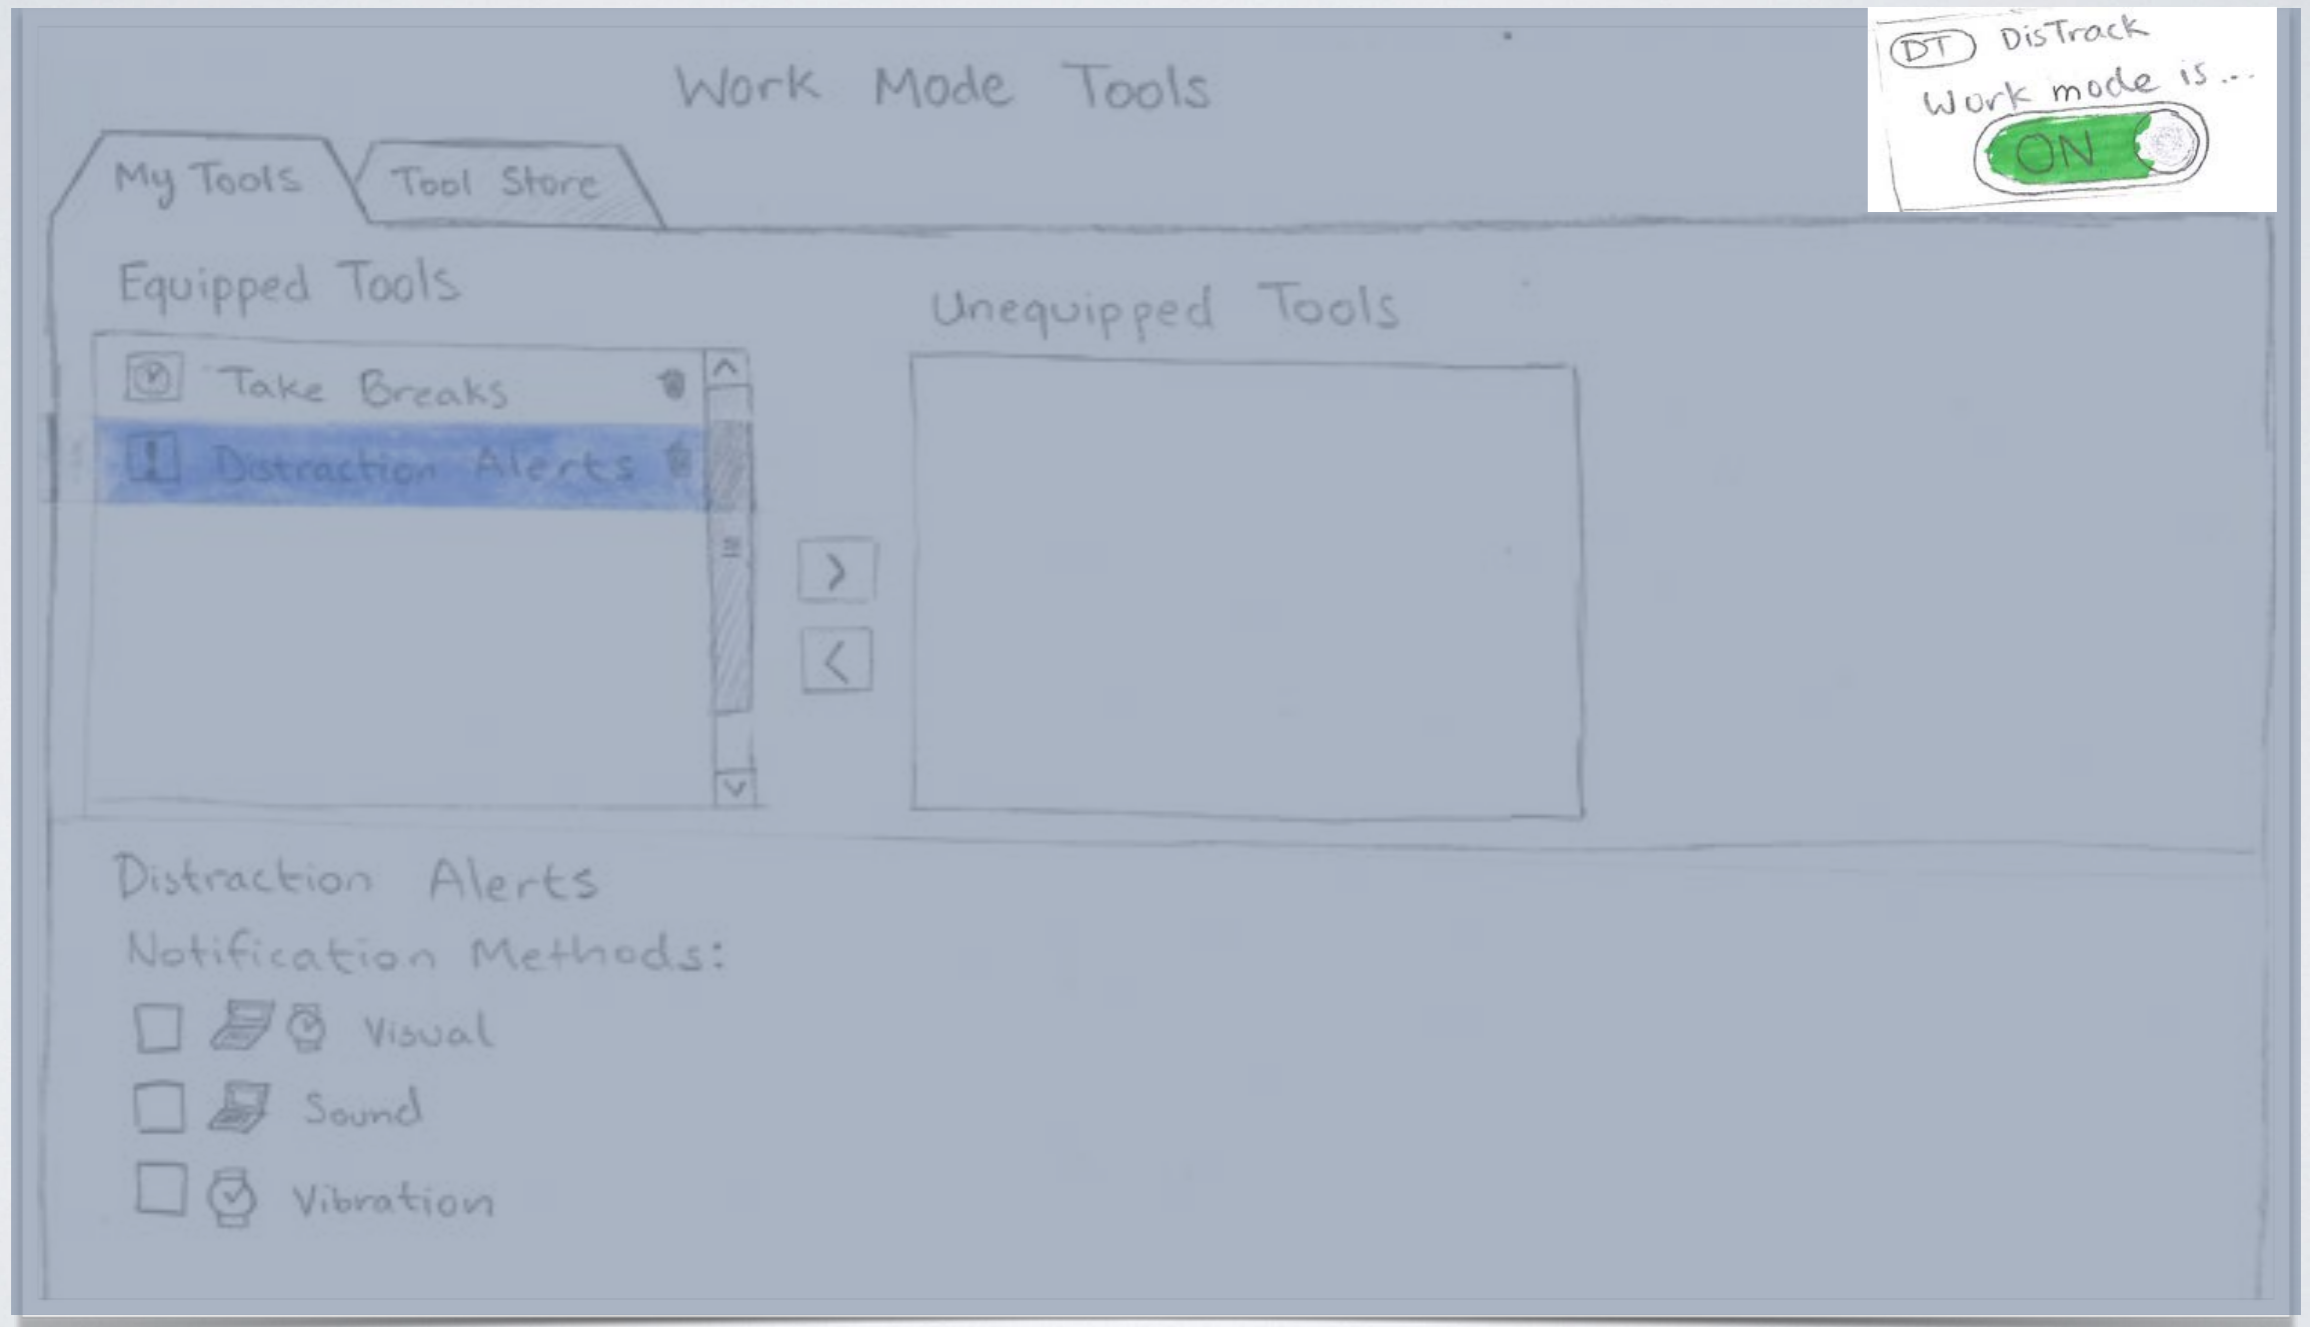 Work Mode Tools
DT DisTrack
Work mode is...
ON
My Tools
Tool Store
Equipped Tools
Take Breaks
! Distraction Alerts
Unequipped Tools
>
<
Distraction Alerts
Notification Methods:
Visual
Sound
Vibration